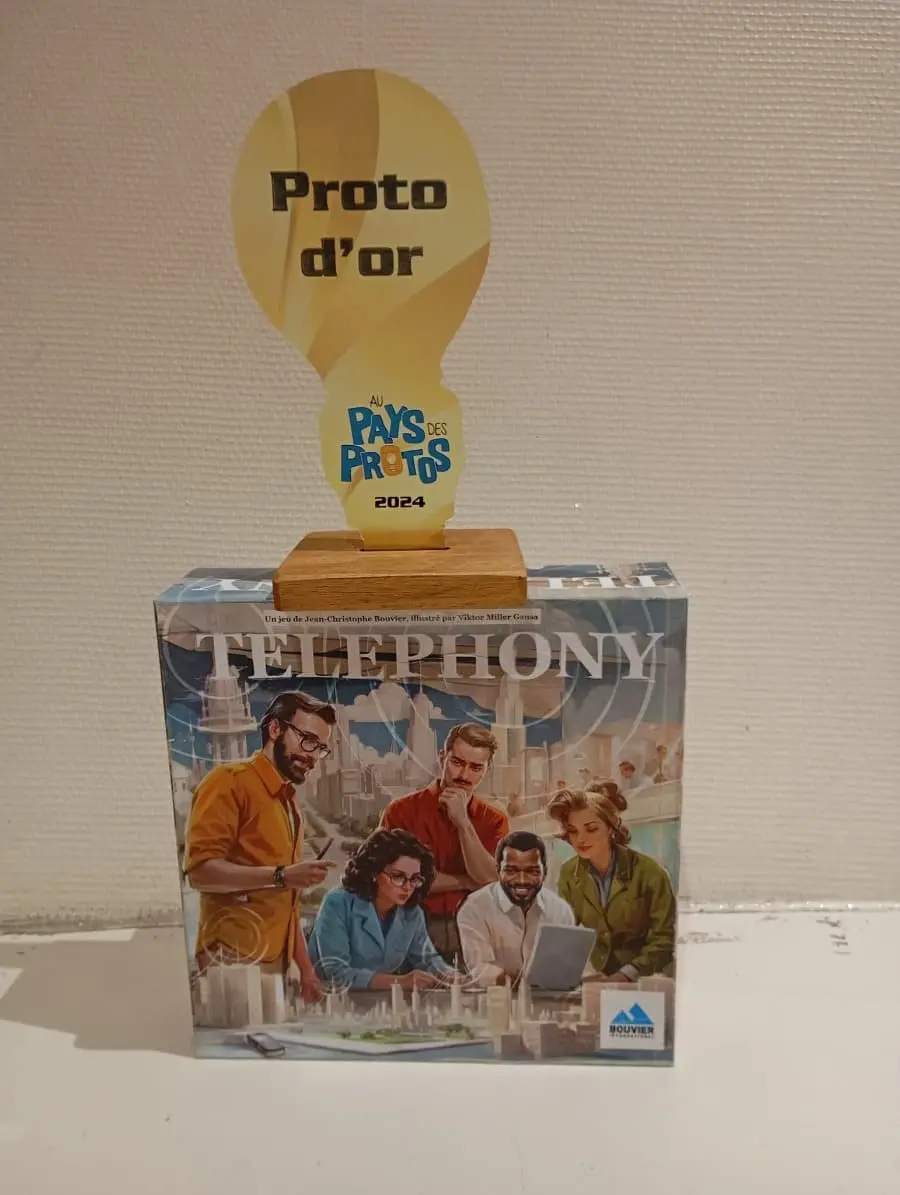 Proto
d'or
AU
PAYS DES
PROTOS
2024
Un jeu de Jean-Christophe Bouvier, illustré par Viktor Miller Gausa
TELEPHONY
BOUVIER
INTERNATIONAL